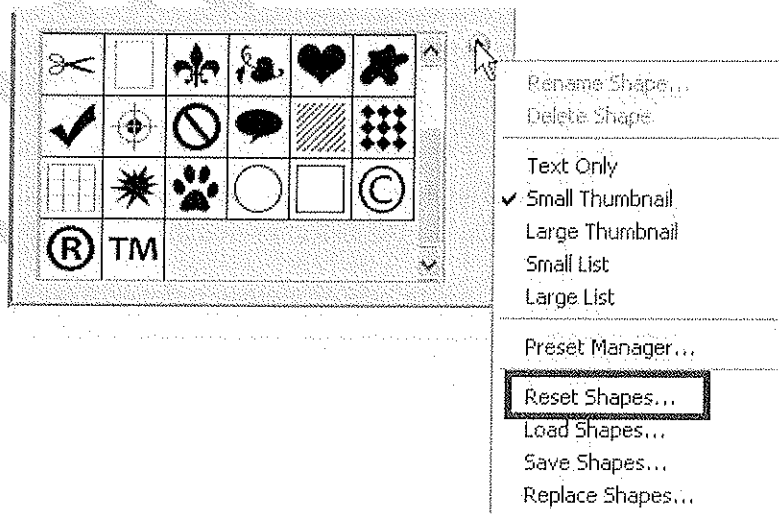 ©
® TM
Rename Shape...
Delete Shape
Text Only
✓ Small Thumbnail
Large Thumbnail
Small List
Large List
Preset Manager...
Reset Shapes...
Load Shapes...
Save Shapes...
Replace Shapes...